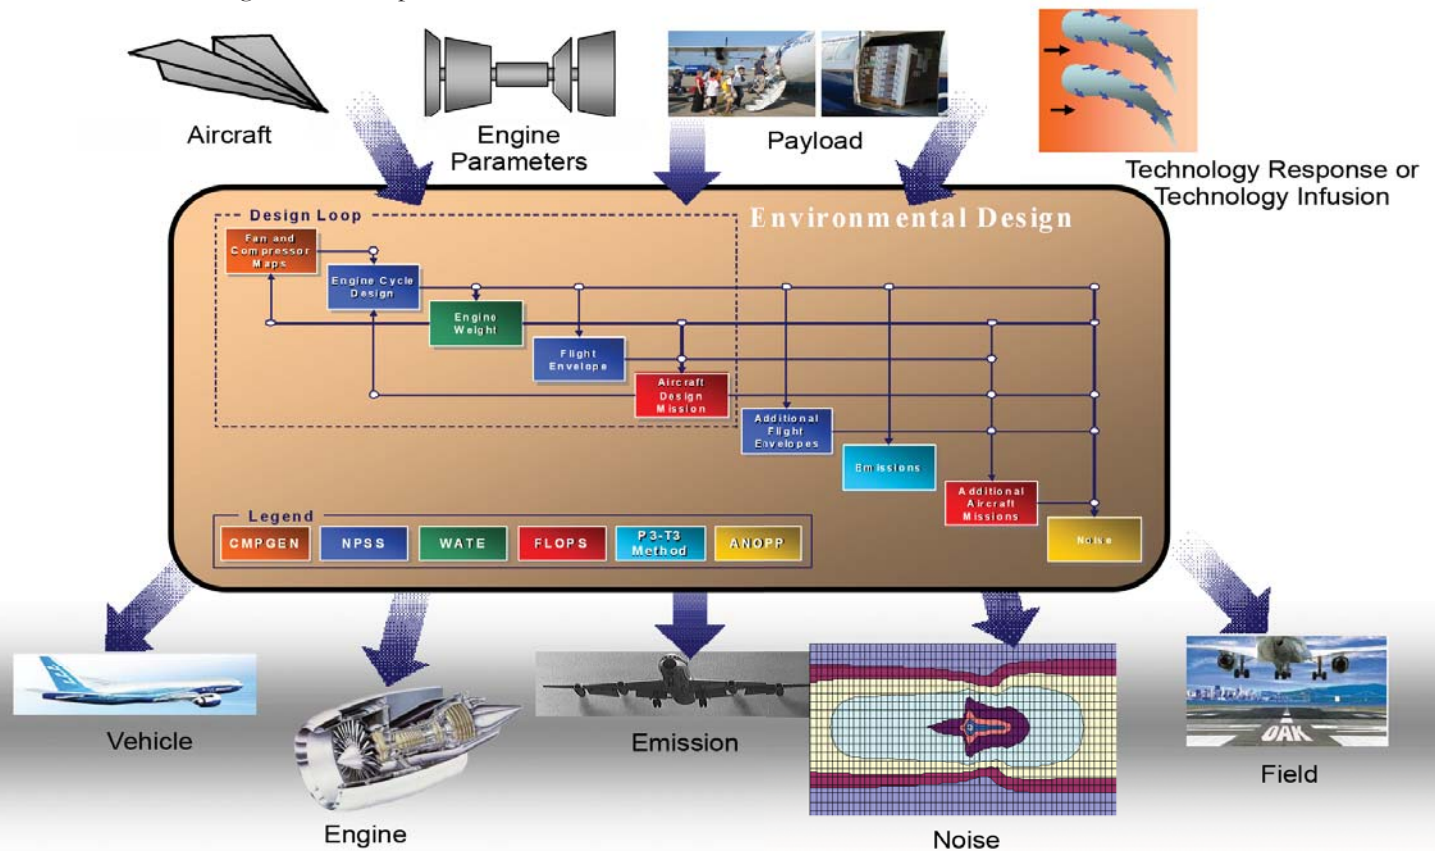 Aircraft
Engine
Parameters
Payload
Technology Response or
Technology Infusion
Design Loop
Environmental Design
Fan and
Compressor
Maps
Engine Cycle
Design
Engine
Weight
Flight
Envelope
Aircraft
Design
Mission
Additional
Flight
Envelopes
Emissions
Additional
Aircraft
Missions
Noise
Legend
CMPGEN
NPSS
WATE
FLOPS
P3-T3
Method
ANOPP
Vehicle
Engine
Emission
Noise
OAK
Field